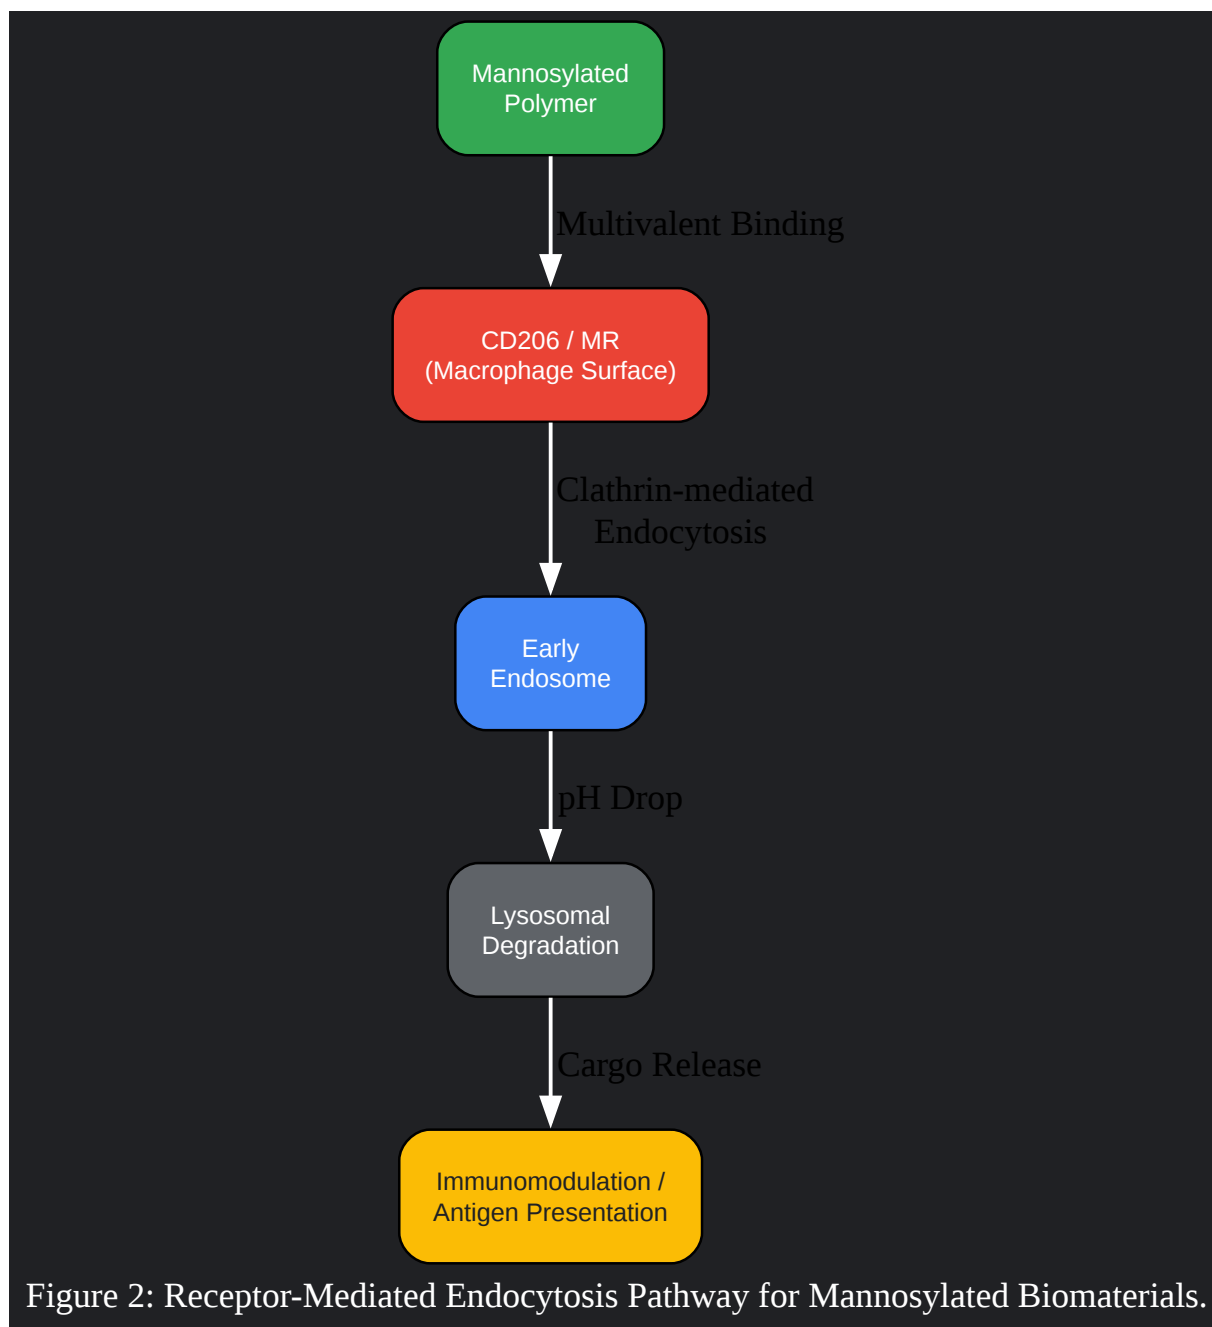 Mannosylated
Polymer
Multivalent Binding
CD206 / MR
(Macrophage Surface)
Clathrin-mediated
Endocytosis
Early
Endosome
pH Drop
Lysosomal
Degradation
Cargo Release
Immunomodulation /
Antigen Presentation
Figure 2: Receptor-Mediated Endocytosis Pathway for Mannosylated Biomaterials.